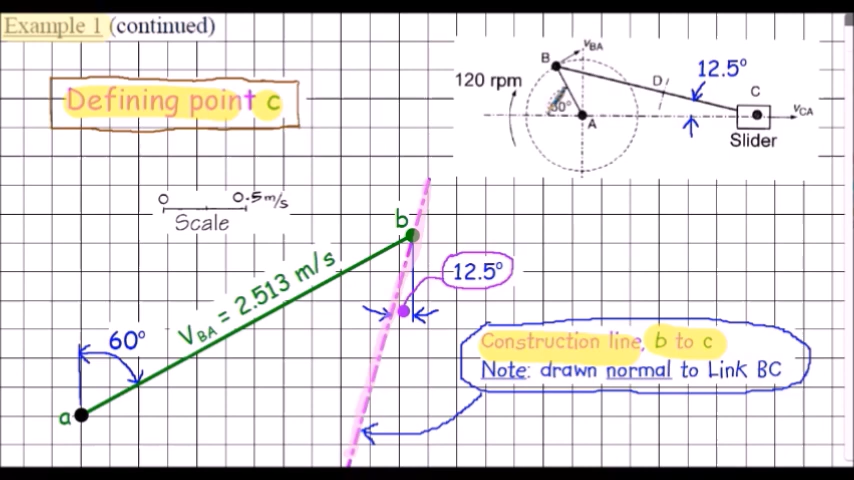 Example 1 (continued)
Defining point c
B
vBA
120 rpm
D
12.5°
C
60°
A
vCA
Slider
0
0.5 m/s
Scale
b
12.5°
VBA = 2.513 m/s
60°
a
Construction line, b to c
Note: drawn normal to Link BC